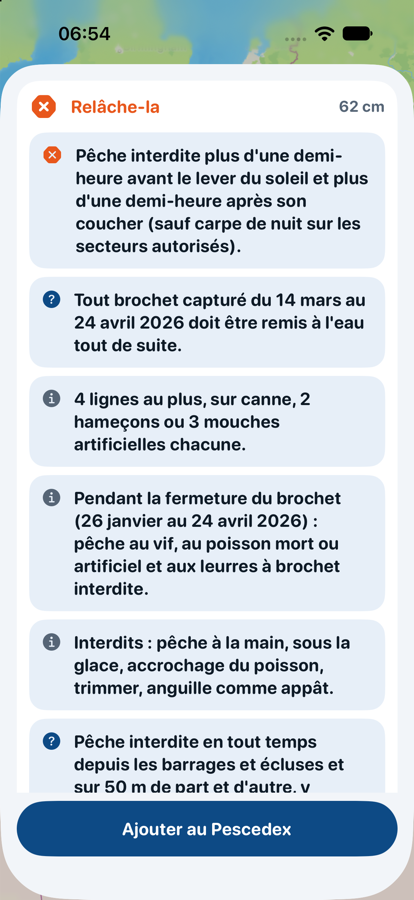 06:54
Relâche-la
62 cm
Pêche interdite plus d'une demi-
heure avant le lever du soleil et plus
d'une demi-heure après son
coucher (sauf carpe de nuit sur les
secteurs autorisés).
Tout brochet capturé du 14 mars au
24 avril 2026 doit être remis à l'eau
tout de suite.
4 lignes au plus, sur canne, 2
hameçons ou 3 mouches
artificielles chacune.
Pendant la fermeture du brochet
(26 janvier au 24 avril 2026) :
pêche au vif, au poisson mort ou
artificiel et aux leurres à brochet
interdite.
Interdits : pêche à la main, sous la
glace, accrochage du poisson,
trimmer, anguille comme appât.
Pêche interdite en tout temps
depuis les barrages et écluses et
sur 50 m de part et d'autre, y
Ajouter au Pescedex